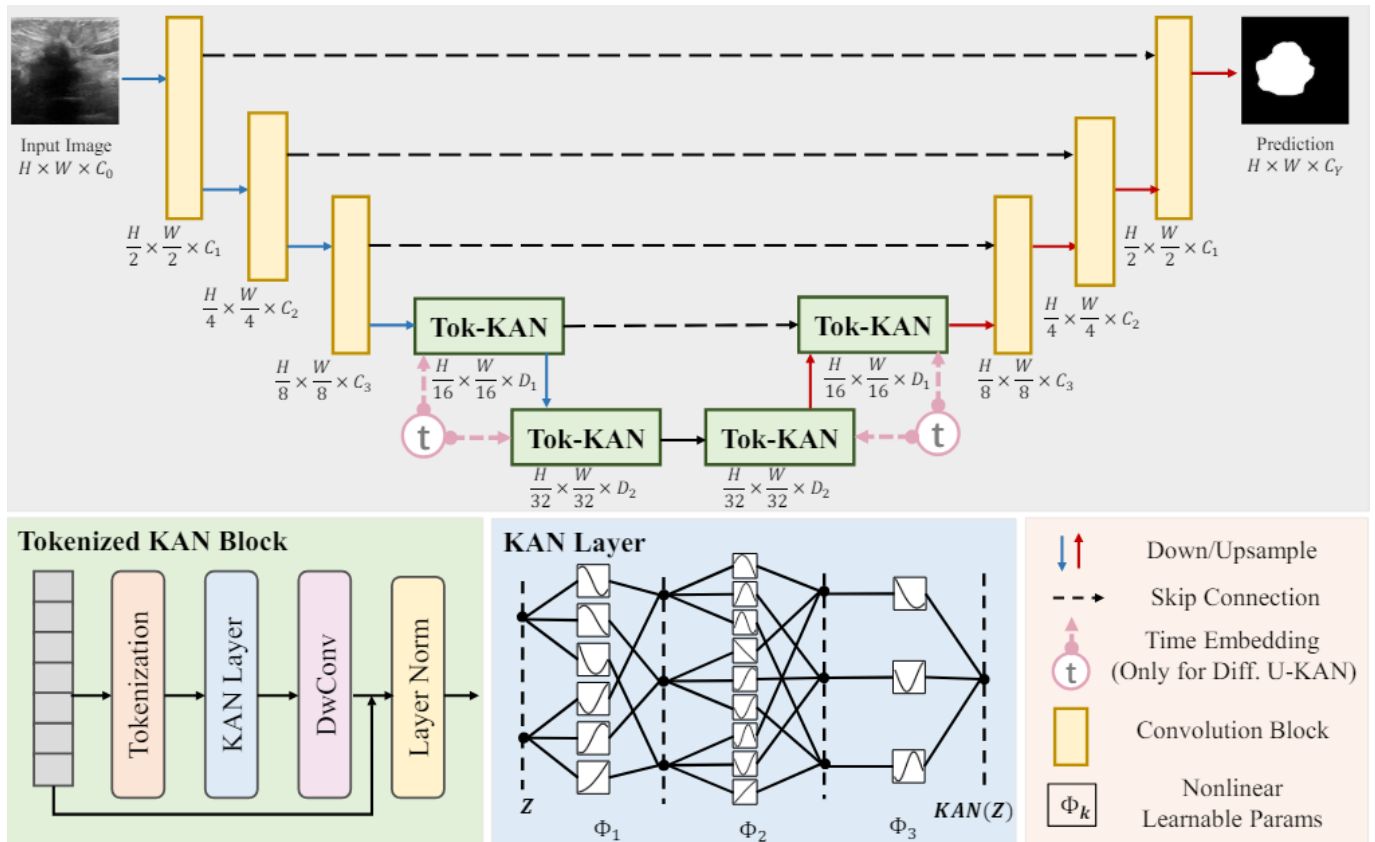 Input Image
H × W × C₀
Prediction
H × W × C_Y
H/2 × W/2 × C₁
H/4 × W/4 × C₂
H/8 × W/8 × C₃
Tok-KAN
H/16 × W/16 × D₁
t
Tok-KAN
H/32 × W/32 × D₂
Tok-KAN
H/32 × W/32 × D₂
Tok-KAN
H/16 × W/16 × D₁
t
H/8 × W/8 × C₃
H/4 × W/4 × C₂
H/2 × W/2 × C₁
Tokenized KAN Block
Tokenization
KAN Layer
DwConv
Layer Norm
KAN Layer
Z
KAN(Z)
Φ₁
Φ₂
Φ₃
Down/Upsample
Skip Connection
Time Embedding
t
(Only for Diff. U-KAN)
Convolution Block
Φₖ
Nonlinear
Learnable Params